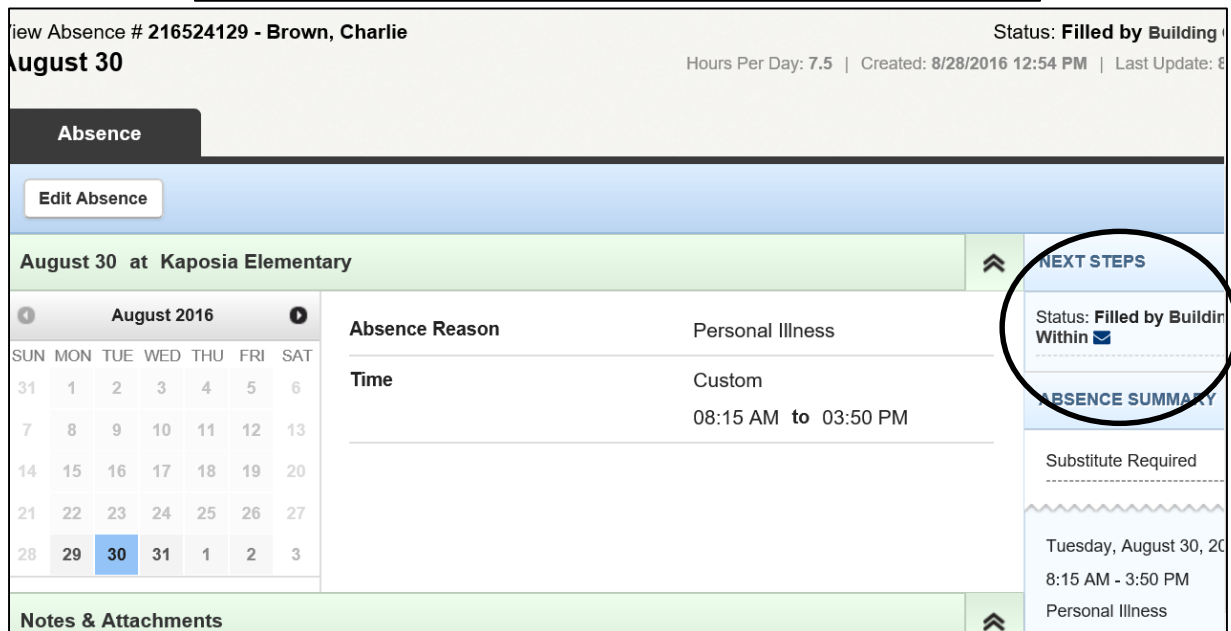 View Absence # 216524129 - Brown, Charlie
August 30
Status: Filled by Building
Hours Per Day: 7.5 | Created: 8/28/2016 12:54 PM | Last Update: 8
Absence
Edit Absence
August 30 at Kaposia Elementary
August 2016
SUN MON TUE WED THU FRI SAT
31 1 2 3 4 5 6
7 8 9 10 11 12 13
14 15 16 17 18 19 20
21 22 23 24 25 26 27
28 29 30 31 1 2 3
Absence Reason Personal Illness
Time Custom
08:15 AM to 03:50 PM
Notes & Attachments
NEXT STEPS
Status: Filled by Buildin
Within
ABSENCE SUMMARY
Substitute Required
Tuesday, August 30, 20
8:15 AM - 3:50 PM
Personal Illness